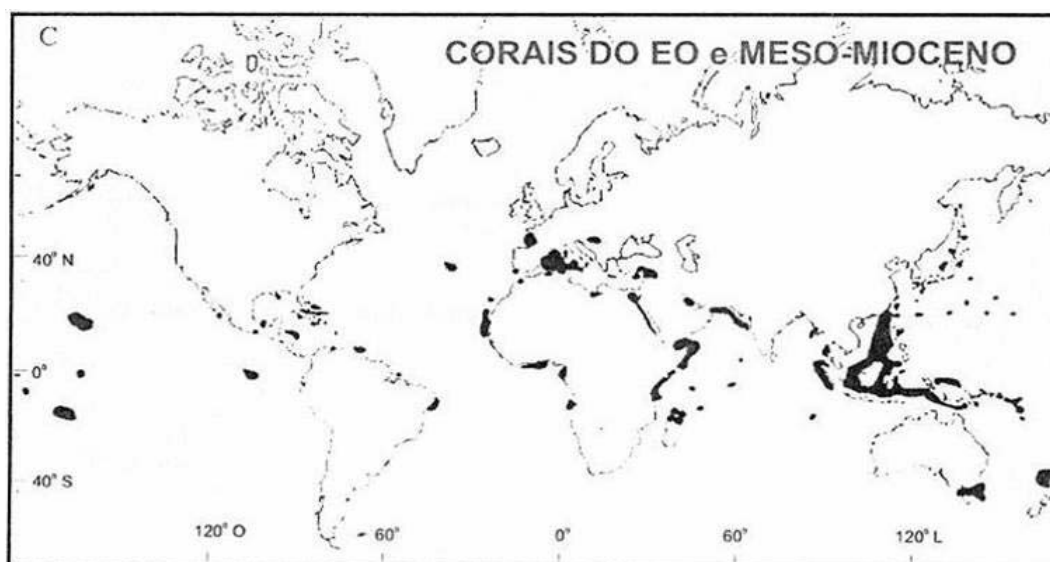 C
CORAIS DO EO e MESO-MIOCENO
40° N
0°
40° S
120° O
60°
0°
60°
120° L